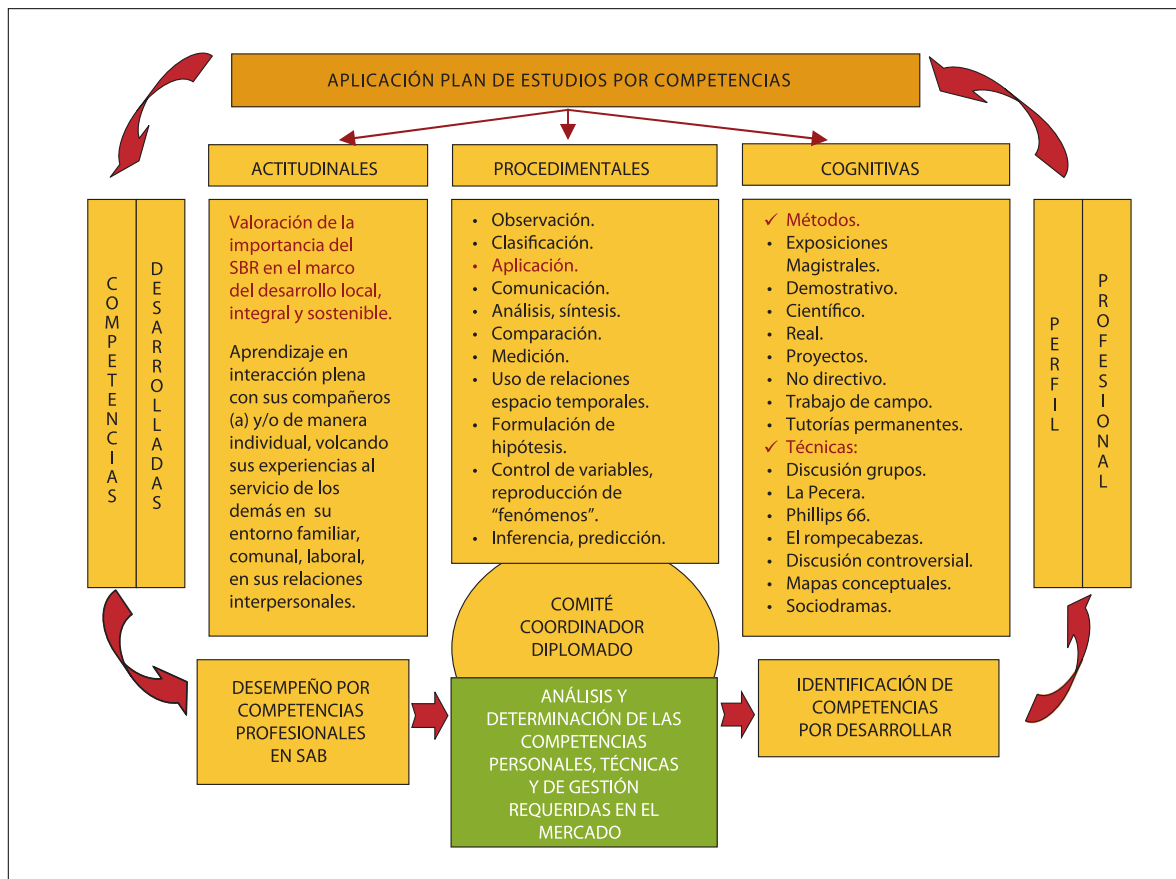 APLICACIÓN PLAN DE ESTUDIOS POR COMPETENCIAS
COMPETENCIAS
DESARROLLADAS
ACTITUDINALES
Valoración de la
importancia del
SBR en el marco
del desarrollo local,
integral y sostenible.
Aprendizaje en
interacción plena
con sus compañeros
(a) y/o de manera
individual, volcando
sus experiencias al
servicio de los
demás en su
entorno familiar,
comunal, laboral,
en sus relaciones
interpersonales.
PROCEDIMENTALES
• Observación.
• Clasificación.
• Aplicación.
• Comunicación.
• Análisis, síntesis.
• Comparación.
• Medición.
• Uso de relaciones
espacio temporales.
• Formulación de
hipótesis.
• Control de variables,
reproducción de
“fenómenos”.
• Inferencia, predicción.
COGNITIVAS
✓ Métodos.
• Exposiciones
Magistrales.
• Demostrativo.
• Científico.
• Real.
• Proyectos.
• No directivo.
• Trabajo de campo.
• Tutorías permanentes.
✓ Técnicas:
• Discusión grupos.
• La Pecera.
• Phillips 66.
• El rompecabezas.
• Discusión controversial.
• Mapas conceptuales.
• Sociodramas.
PERFIL
PROFESIONAL
COMITÉ
COORDINADOR
DIPLOMADO
DESEMPEÑO POR
COMPETENCIAS
PROFESIONALES
EN SAB
ANÁLISIS Y
DETERMINACIÓN DE LAS
COMPETENCIAS
PERSONALES, TÉCNICAS
Y DE GESTIÓN
REQUERIDAS EN EL
MERCADO
IDENTIFICACIÓN DE
COMPETENCIAS
POR DESARROLLAR